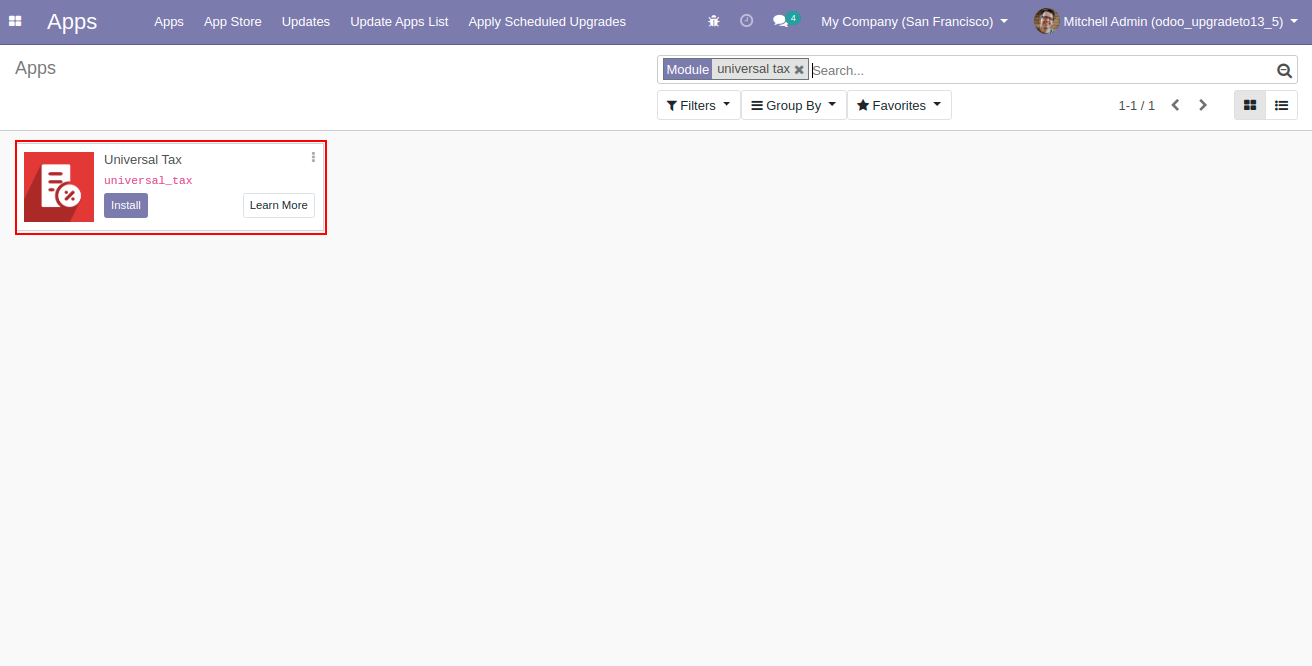 Apps Apps App Store Updates Update Apps List Apply Scheduled Upgrades 4 My Company (San Francisco) Mitchell Admin (odoo_upgradeto13_5)
Apps
Module universal tax Search...
Filters Group By Favorites 1-1 / 1
Universal Tax
universal_tax
Install Learn More